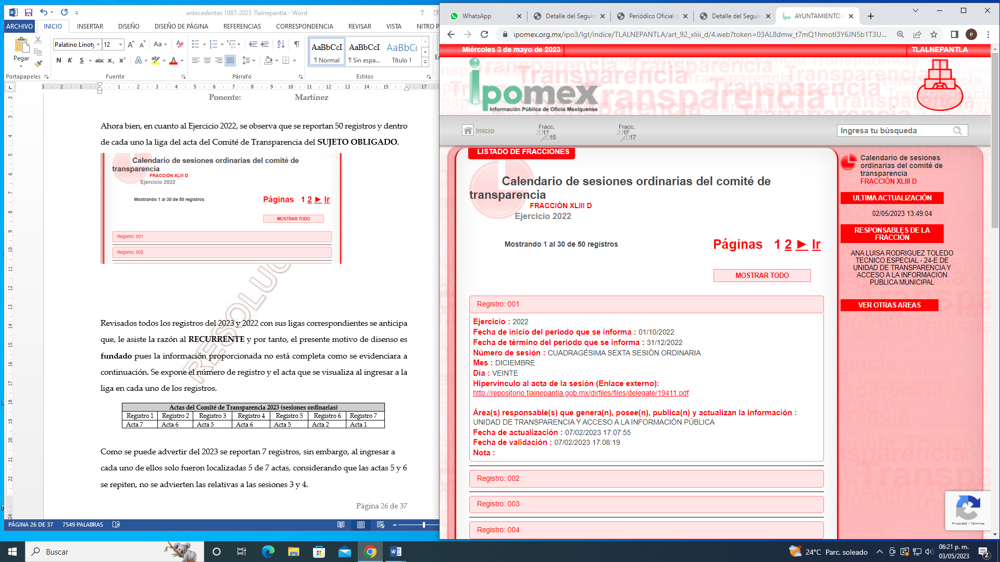 antecedentes 1087-2023 Tlalnepantla - Word
ARCHIVO INICIO INSERTAR DISEÑO DISEÑO DE PÁGINA REFERENCIAS CORRESPONDENCIA REVISAR VISTA NITRO P
Pegar
Palatino Linoty 12
Portapapeles Fuente Párrafo Estilos
AaBbCcI AaBbCcI AaBbCc
¶ Normal ¶ Sin espa... Título 1
Ponente: Martínez
Ahora bien, en cuanto al Ejercicio 2022, se observa que se reportan 50 registros y dentro
de cada uno la liga del acta del Comité de Transparencia del SUJETO OBLIGADO.
Calendario de sesiones ordinarias del comité de
transparencia
FRACCIÓN XLIII D
Ejercicio 2022
Mostrando 1 al 30 de 50 registros
Páginas 1 2 ► Ir
MOSTRAR TODO
Registro: 001
Registro: 002
RESOLUC
Revisados todos los registros del 2023 y 2022 con sus ligas correspondientes se anticipa
que, le asiste la razón al RECURRENTE y por tanto, el presente motivo de disenso es
fundado pues la información proporcionada no está completa como se evidenciara a
continuación. Se expone el número de registro y el acta que se visualiza al ingresar a la
liga en cada uno de los registros.
Actas del Comité de Transparencia 2023 (sesiones ordinarias)
Registro 1 Registro 2 Registro 3 Registro 4 Registro 5 Registro 6 Registro 7
Acta 7 Acta 6 Acta 5 Acta 6 Acta 5 Acta 2 Acta 1
Como se puede advertir del 2023 se reportan 7 registros, sin embargo, al ingresar a
cada uno de ellos solo fueron localizadas 5 de 7 actas, considerando que las actas 5 y 6
se repiten, no se advierten las relativas a las sesiones 3 y 4.
Página 26 de 37
PÁGINA 26 DE 37 7549 PALABRAS
WhatsApp
Detalle del Seguin
Periódico Oficial d
Detalle del Seguin
AYUNTAMIENTO D
ipomex.org.mx/ipo3/lgt/indice/TLALNEPANTLA/art_92_xliii_d/4.web?token=03AL8dmw_t7mQ1hmotI3Y6JN5b1T3U...
Miércoles 3 de mayo de 2023
TLALNEPANTLA
ipomex
Información Pública de Oficio Mexiquense
Transparencia
Inicio
Fracc.
2011/2015
Fracc.
2015/2017
Ingresa tu búsqueda
LISTADO DE FRACCIONES
Calendario de sesiones ordinarias del comité de
transparencia
FRACCIÓN XLIII D
Ejercicio 2022
Mostrando 1 al 30 de 50 registros
Páginas 1 2 ► Ir
MOSTRAR TODO
Registro: 001
Ejercicio : 2022
Fecha de inicio del periodo que se informa : 01/10/2022
Fecha de término del periodo que se informa : 31/12/2022
Número de sesión : CUADRAGÉSIMA SEXTA SESIÓN ORDINARIA
Mes : DICIEMBRE
Día : VEINTE
Hipervínculo al acta de la sesión (Enlace externo):
http://repositorio.tlalnepantla.gob.mx/dirfiles/files/delegate/19411.pdf
Área(s) responsable(s) que genera(n), posee(n), publica(n) y actualizan la información :
UNIDAD DE TRANSPARENCIA Y ACCESO A LA INFORMACIÓN PÚBLICA
Fecha de actualización : 07/02/2023 17:07:55
Fecha de validación : 07/02/2023 17:08:19
Nota :
Registro: 002
Registro: 003
Registro: 004
Calendario de sesiones
ordinarias del comité de
transparencia
FRACCIÓN XLIII D
ULTIMA ACTUALIZACIÓN
02/05/2023 13:49:04
RESPONSABLES DE LA
FRACCIÓN
ANA LUISA RODRIGUEZ TOLEDO
TECNICO ESPECIAL - 24-E DE
UNIDAD DE TRANSPARENCIA Y
ACCESO A LA INFORMACION
PUBLICA MUNICIPAL
VER OTRAS AREAS
Privacidad - Términos
Buscar
24°C Parc. soleado
06:21 p. m.
03/05/2023
2